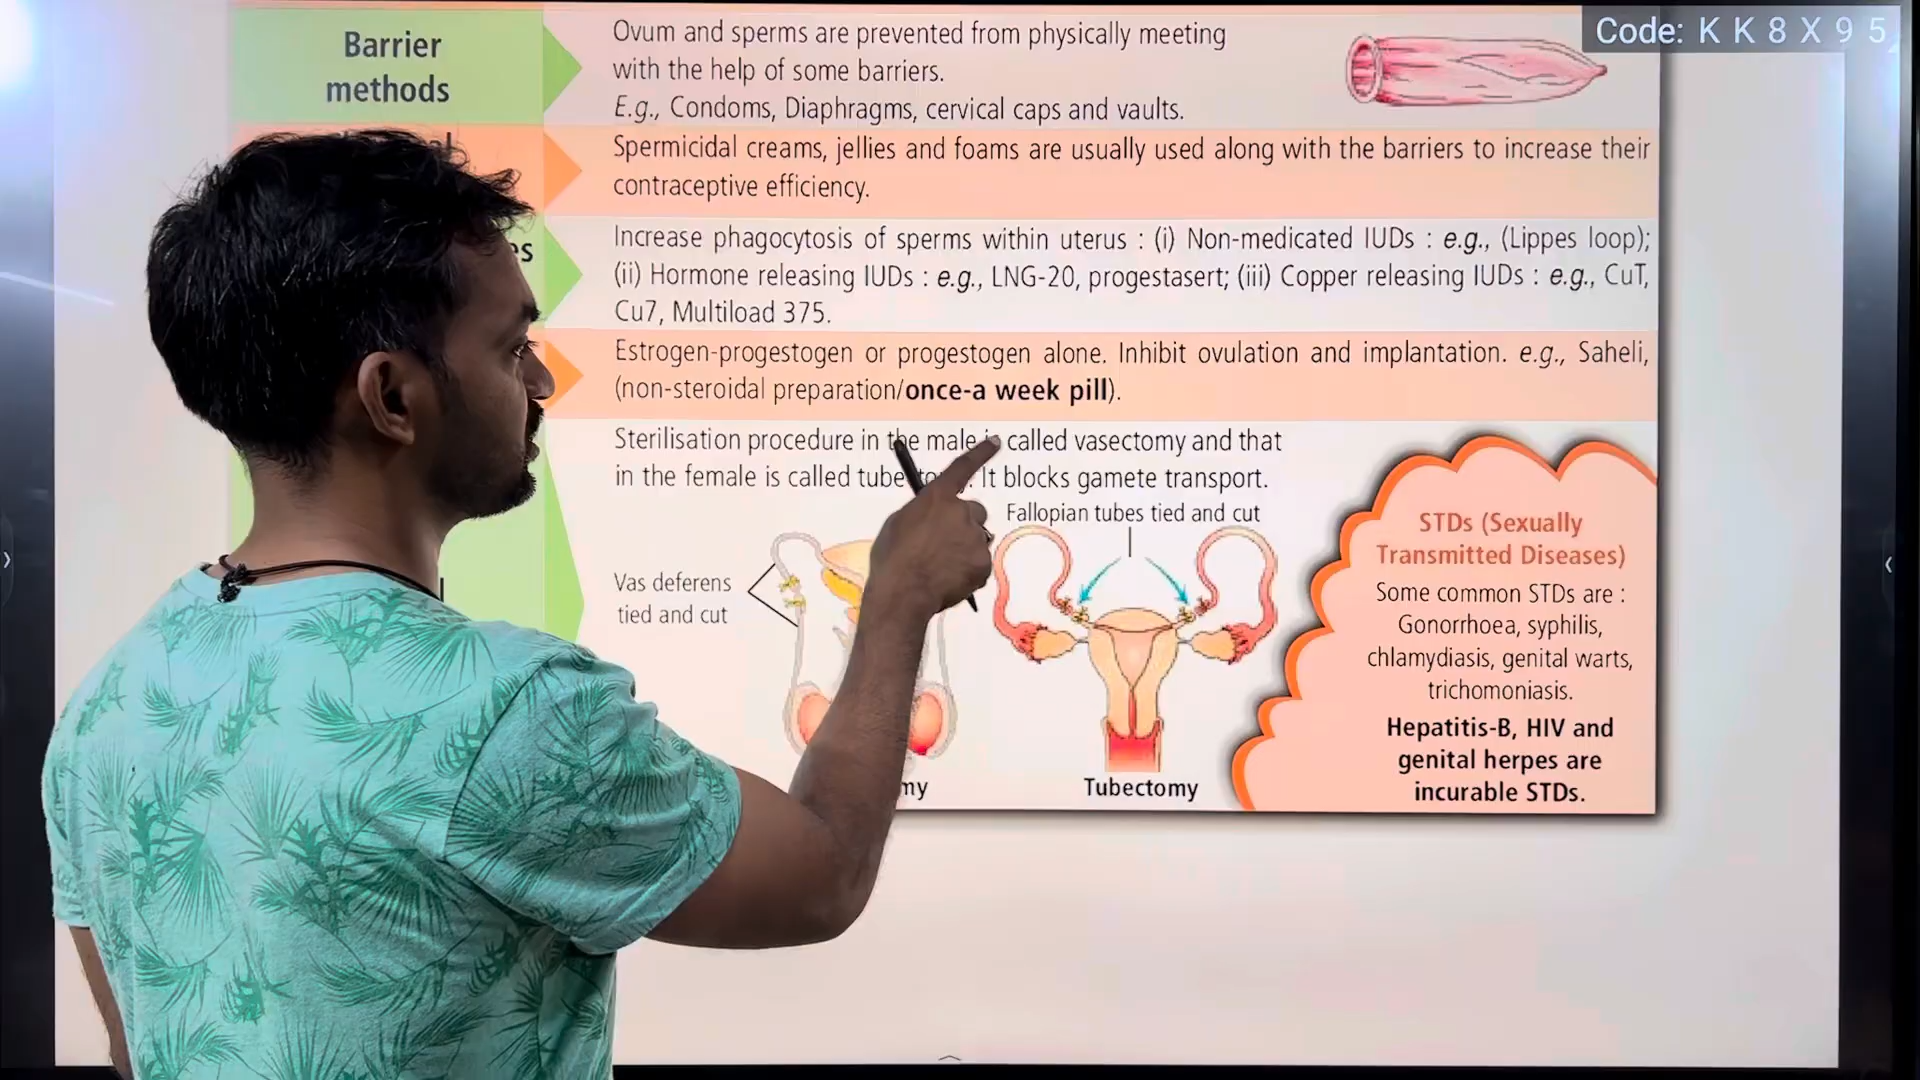 Code: K K 8 X 9 5
Barrier
methods
Ovum and sperms are prevented from physically meeting
with the help of some barriers.
E.g., Condoms, Diaphragms, cervical caps and vaults.
Spermicidal creams, jellies and foams are usually used along with the barriers to increase their
contraceptive efficiency.
Increase phagocytosis of sperms within uterus : (i) Non-medicated IUDs : e.g., (Lippes loop);
(ii) Hormone releasing IUDs : e.g., LNG-20, progestasert; (iii) Copper releasing IUDs : e.g., CuT,
Cu7, Multiload 375.
Estrogen-progestogen or progestogen alone. Inhibit ovulation and implantation. e.g., Saheli,
(non-steroidal preparation/once-a week pill).
Sterilisation procedure in the male called vasectomy and that
in the female is called It blocks gamete transport.
Fallopian tubes tied and cut
Vas deferens
tied and cut
Tubectomy
STDs (Sexually
Transmitted Diseases)
Some common STDs are :
Gonorrhoea, syphilis,
chlamydiasis, genital warts,
trichomoniasis.
Hepatitis-B, HIV and
genital herpes are
incurable STDs.